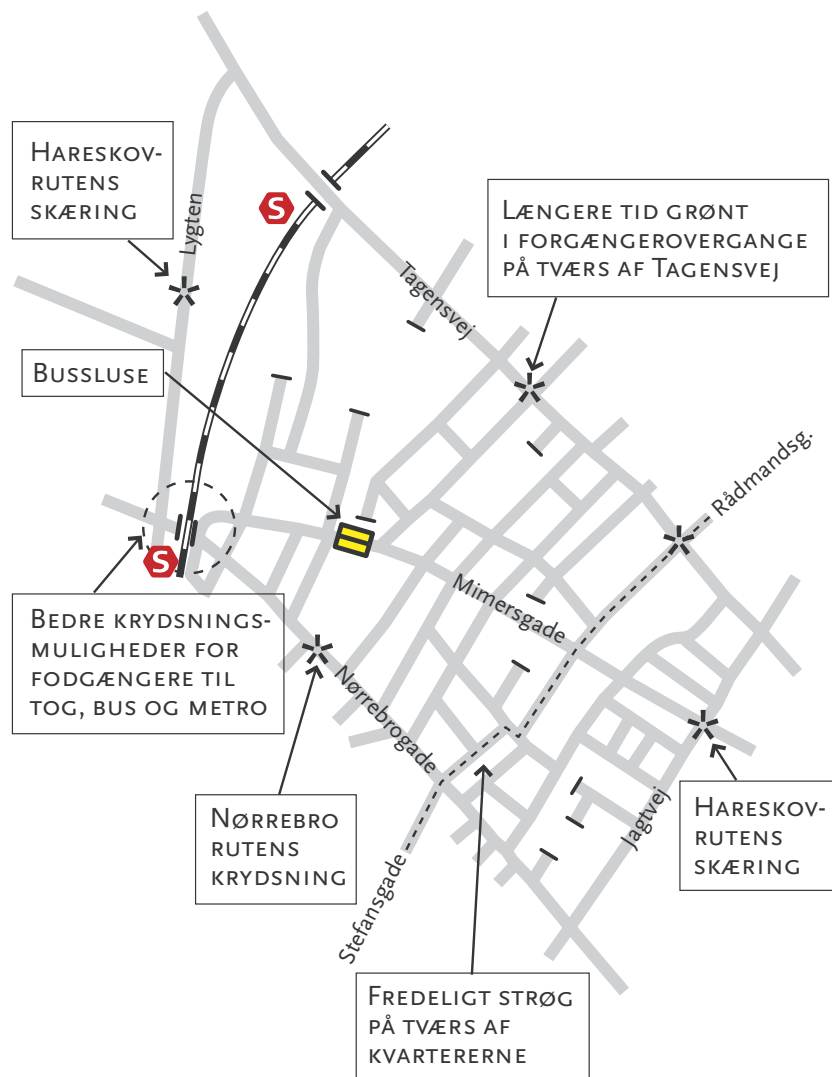 Hareskov-
rutens
skæring
Lygten
S
Længere tid grønt
i forgængerovergange
på tværs af Tagensvej
Tagensvej
Bussluse
Rådmandsg.
S
Mimersgade
Bedre krydsnings-
muligheder for
fodgængere til
tog, bus og metro
Nørrebrogade
Nørrebro
rutens
krydsning
Jagtvej
Hareskov-
rutens
skæring
Stefansgade
Fredeligt strøg
på tværs af
kvartererne